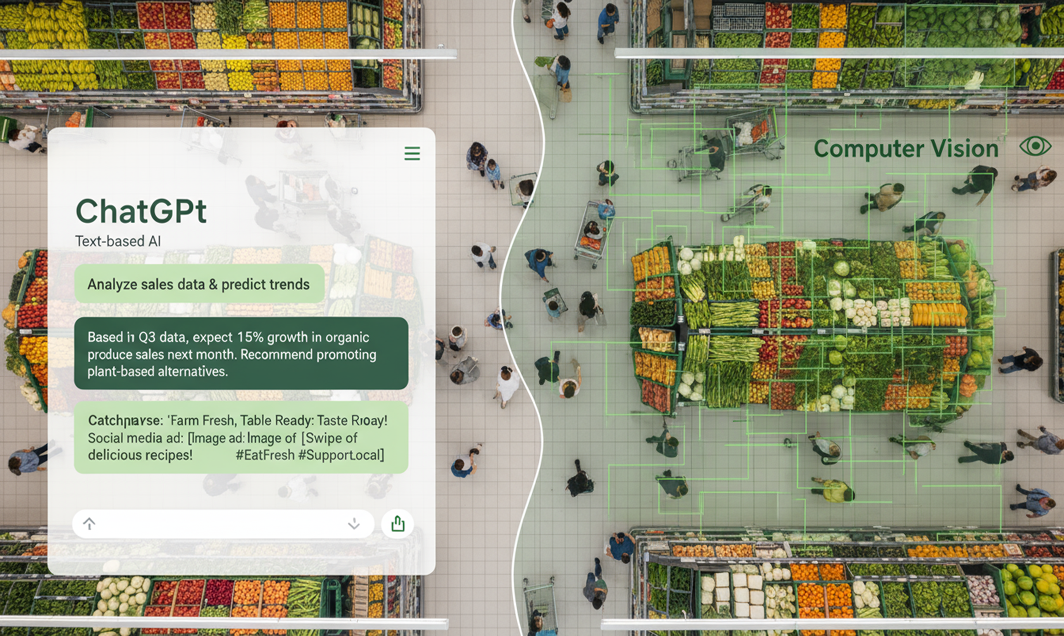 ChatGPt
Text-based AI
Analyze sales data & predict trends
Based in Q3 data, expect 15% growth in organic
produce sales next month. Recommend promoting
plant-based alternatives.
'Farm Fresh, Table Ready: Taste
Social media ad: [Image ad: Image of [Swipe of
delicious recipes! #EatFresh #SupportLocal]
Computer Vision